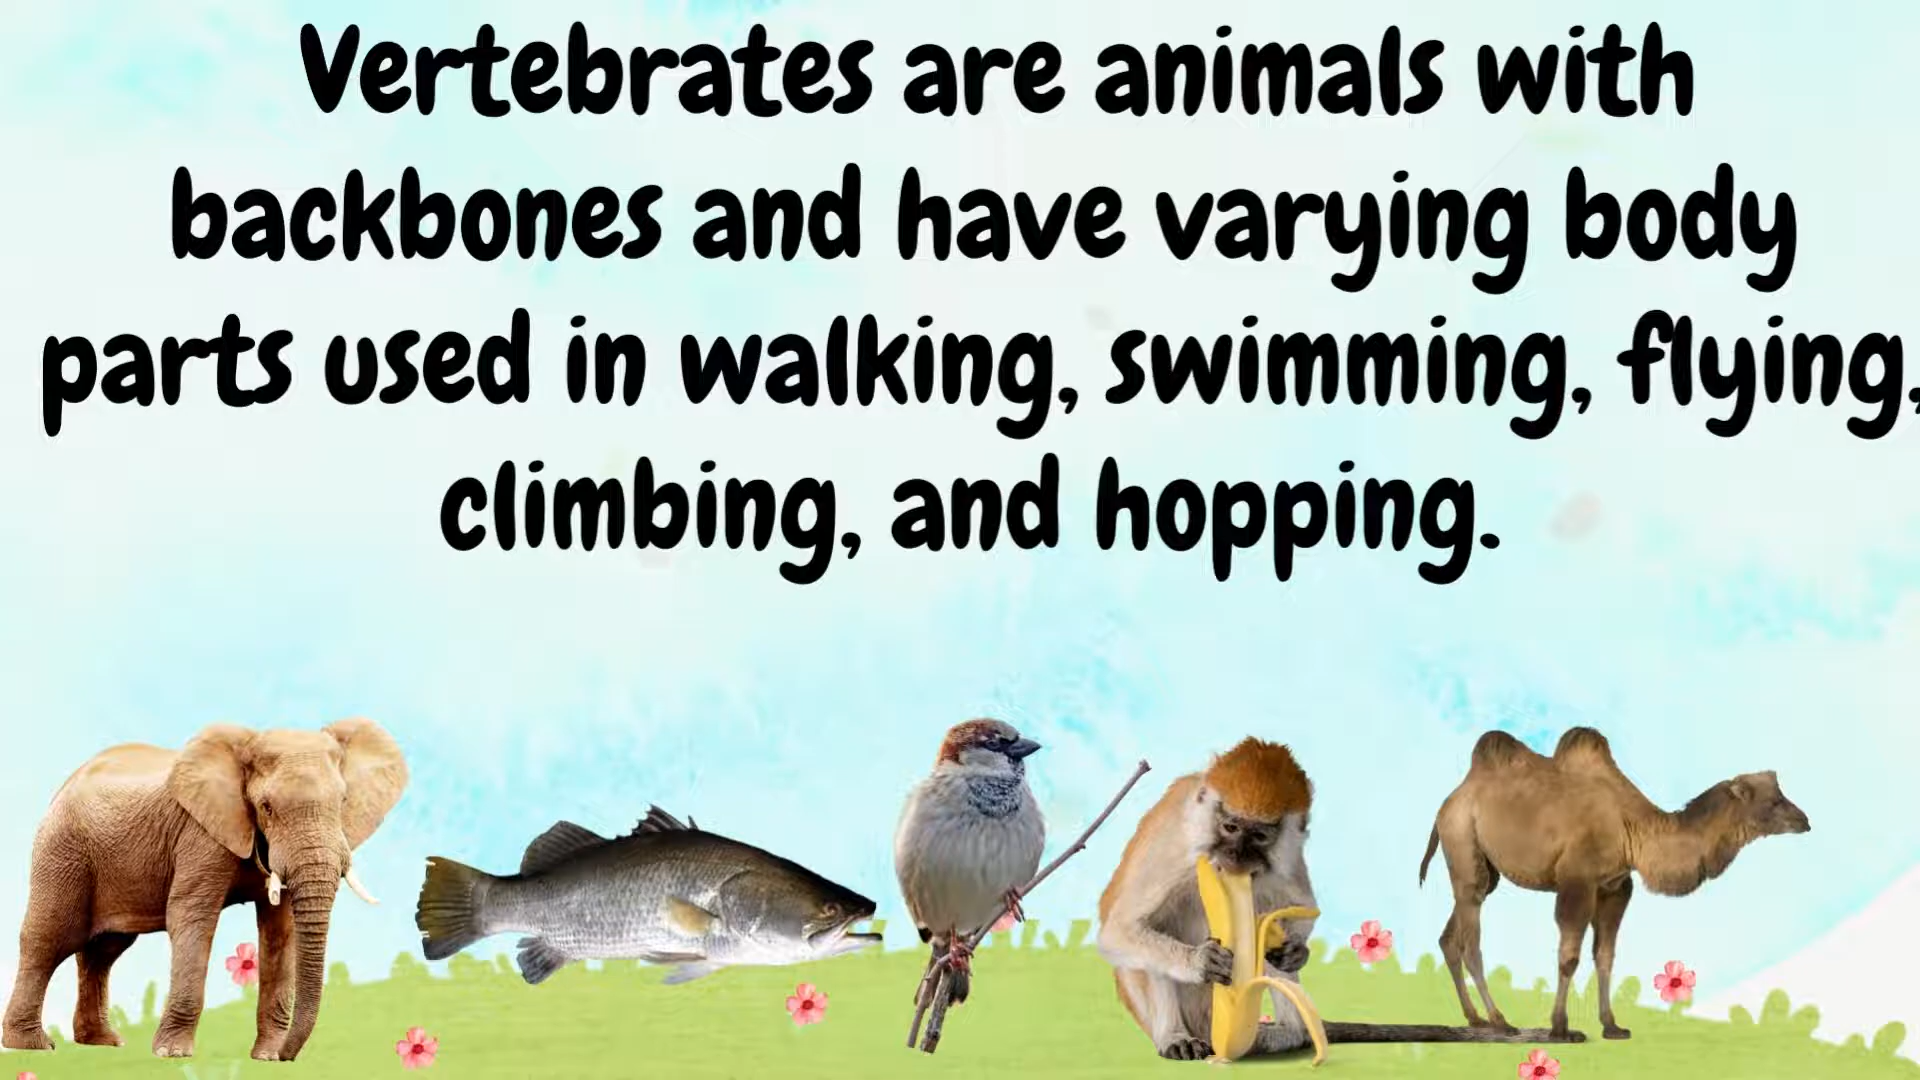 Vertebrates are animals with
backbones and have varying body
parts used in walking, swimming, flying,
climbing, and hopping.